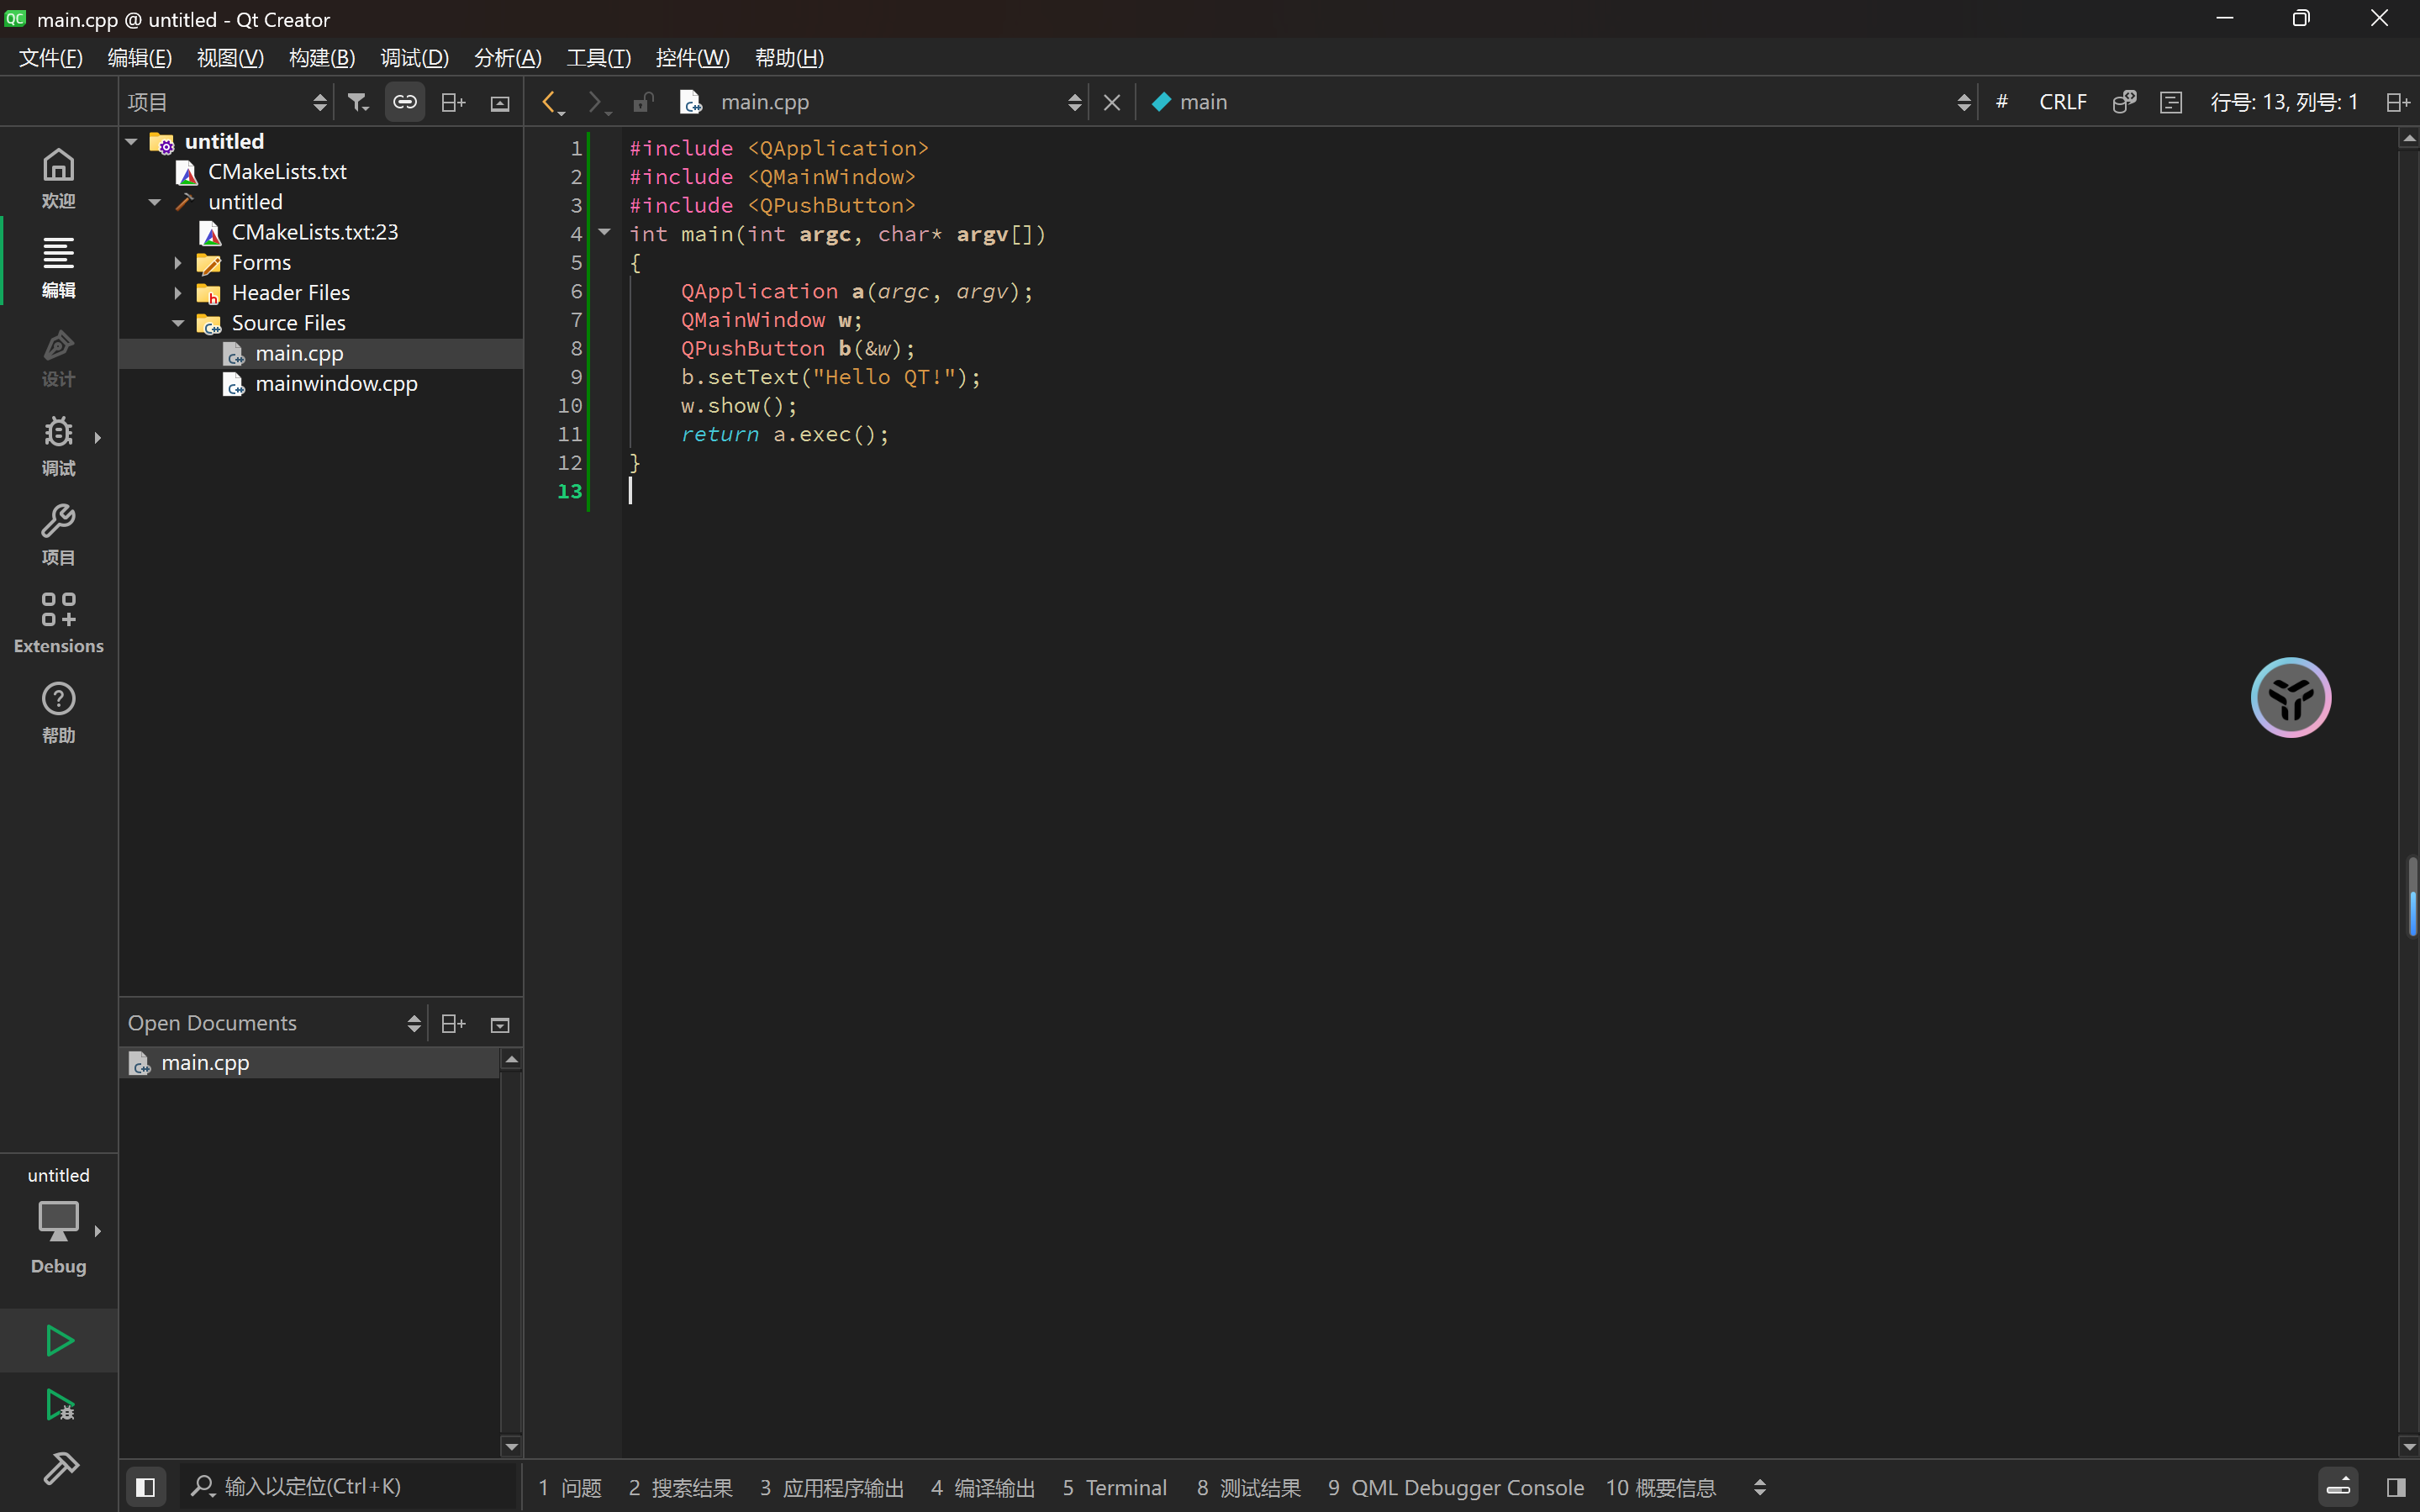 QC main.cpp @ untitled - Qt Creator
文件(F) 编辑(E) 视图(V) 构建(B) 调试(D) 分析(A) 工具(T) 控件(W) 帮助(H)
项目 main.cpp main # CRLF 行号: 13, 列号: 1
欢迎
编辑
设计
调试
项目
Extensions
帮助
untitled
CMakeLists.txt
untitled
CMakeLists.txt:23
Forms
Header Files
Source Files
main.cpp
mainwindow.cpp
1 #include <QApplication>
2 #include <QMainWindow>
3 #include <QPushButton>
4 int main(int argc, char* argv[])
5 {
6 QApplication a(argc, argv);
7 QMainWindow w;
8 QPushButton b(&w);
9 b.setText("Hello QT!");
10 w.show();
11 return a.exec();
12 }
13
Open Documents
main.cpp
untitled
Debug
输入以定位(Ctrl+K) 1 问题 2 搜索结果 3 应用程序输出 4 编译输出 5 Terminal 8 测试结果 9 QML Debugger Console 10 概要信息